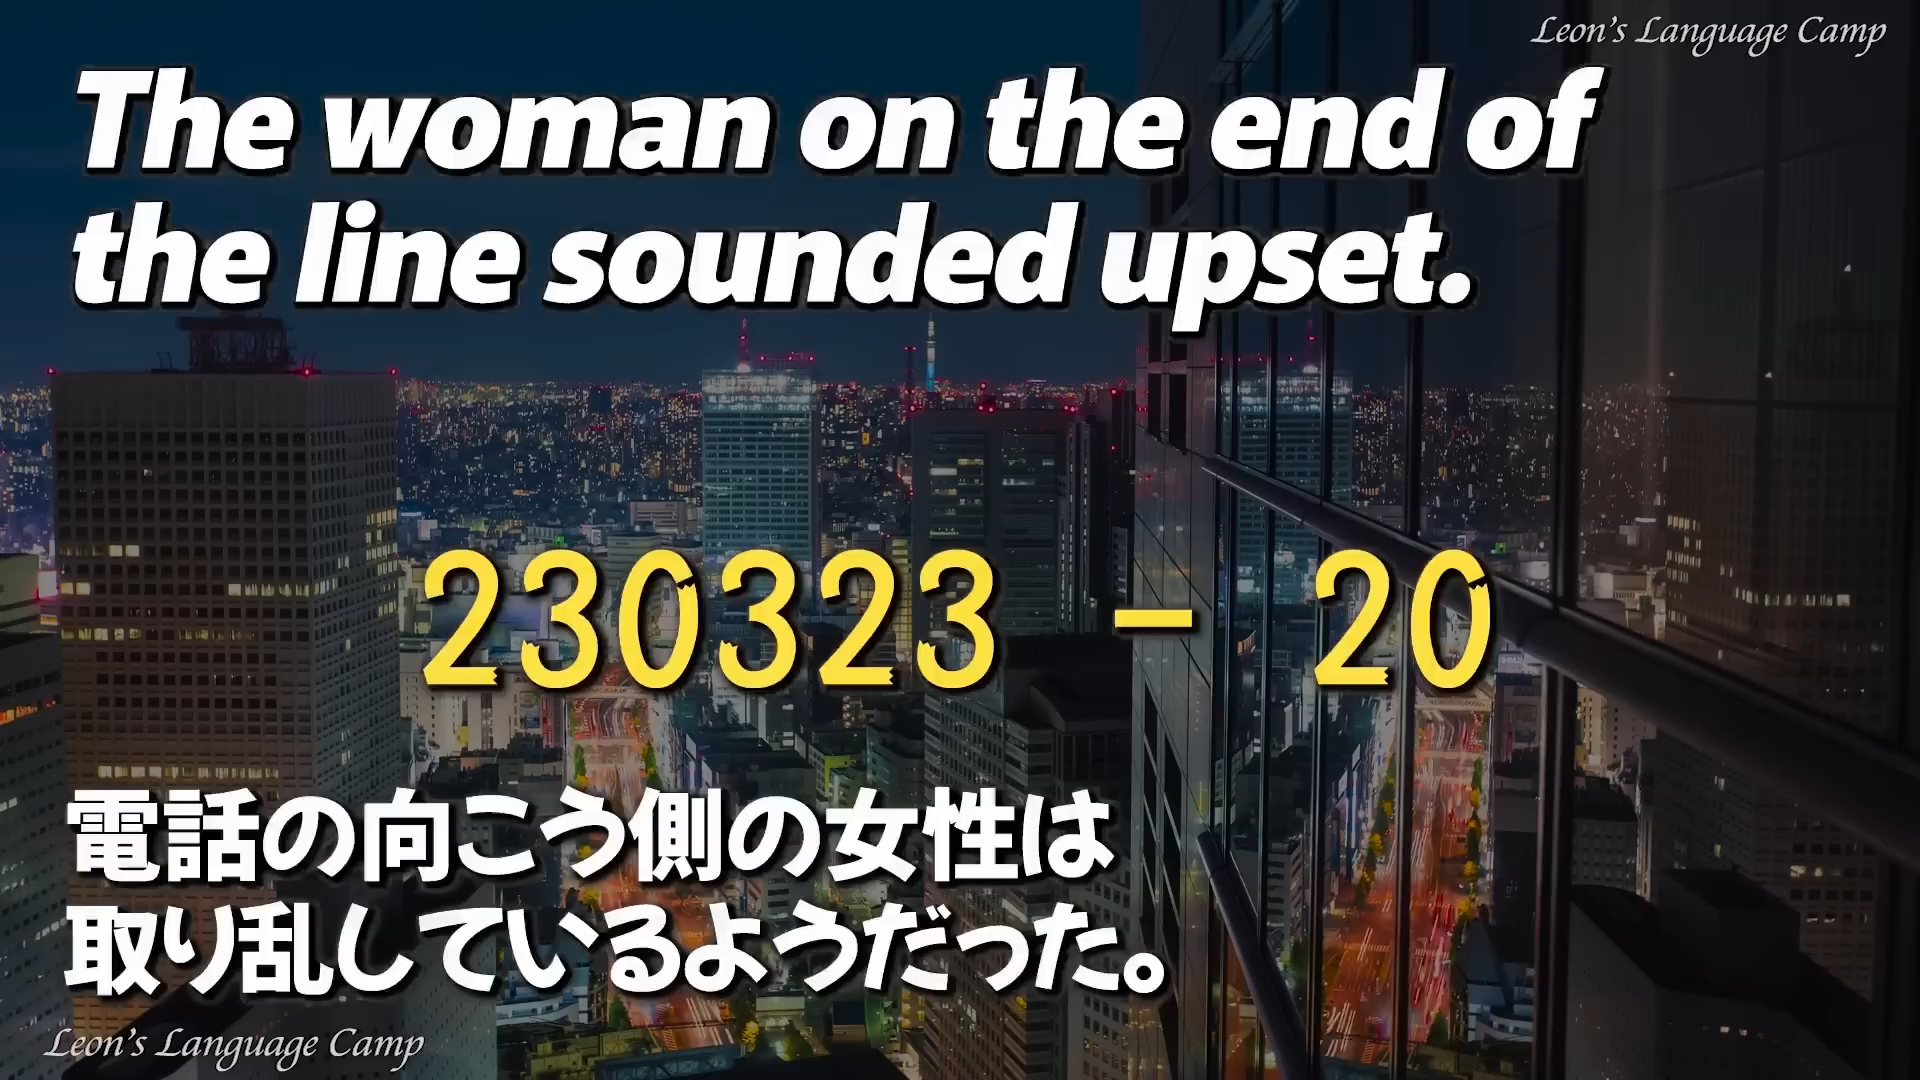 Leon's Language Camp
The woman on the end of
the line sounded upset.
230323 - 20
電話の向こう側の女性は
取り乱しているようだった。
Leon's Language Camp